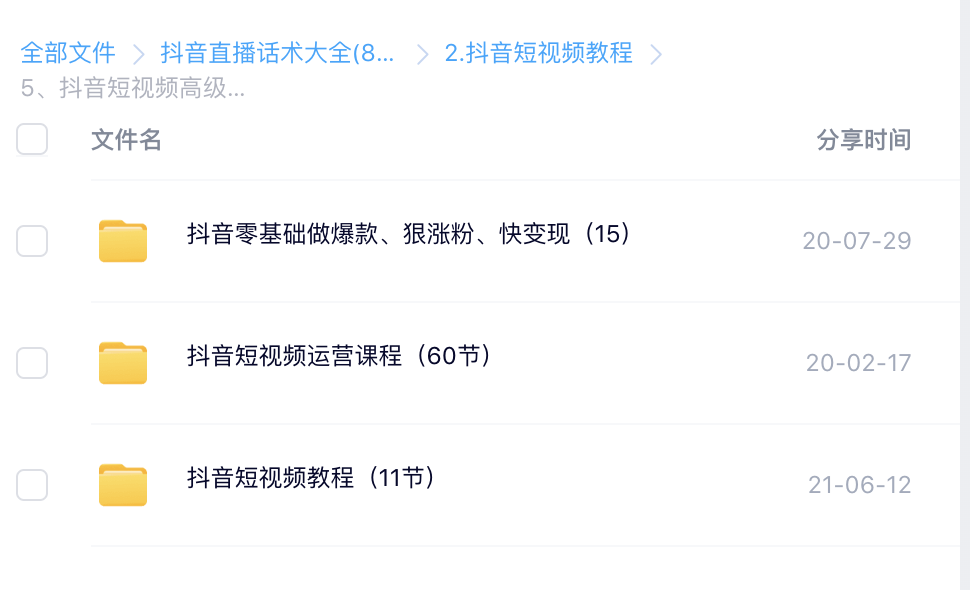 全部文件 > 抖音直播话术大全(8... > 2.抖音短视频教程 >
5、抖音短视频高级...
文件名 分享时间
抖音零基础做爆款、狠涨粉、快变现（15） 20-07-29
抖音短视频运营课程（60节） 20-02-17
抖音短视频教程（11节） 21-06-12